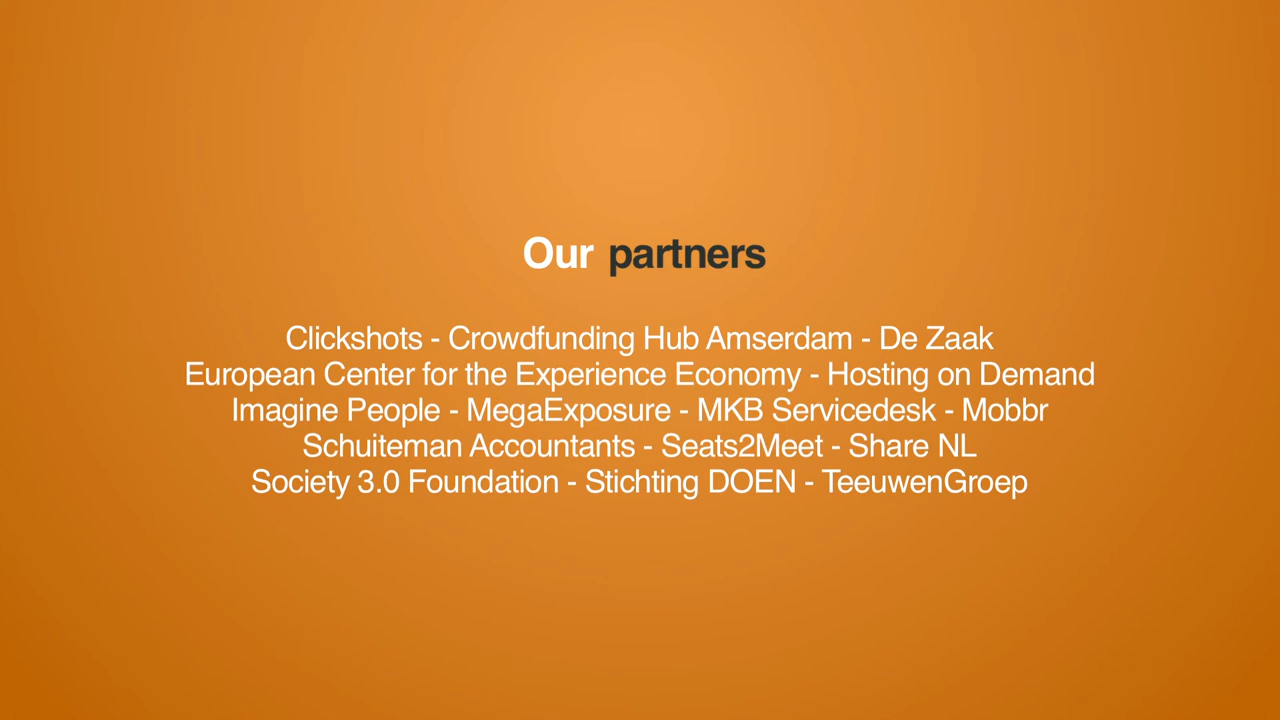 Our partners
Clickshots - Crowdfunding Hub Amserdam - De Zaak
European Center for the Experience Economy - Hosting on Demand
Imagine People - MegaExposure - MKB Servicedesk - Mobbr
Schuiteman Accountants - Seats2Meet - Share NL
Society 3.0 Foundation - Stichting DOEN - TeeuwenGroep